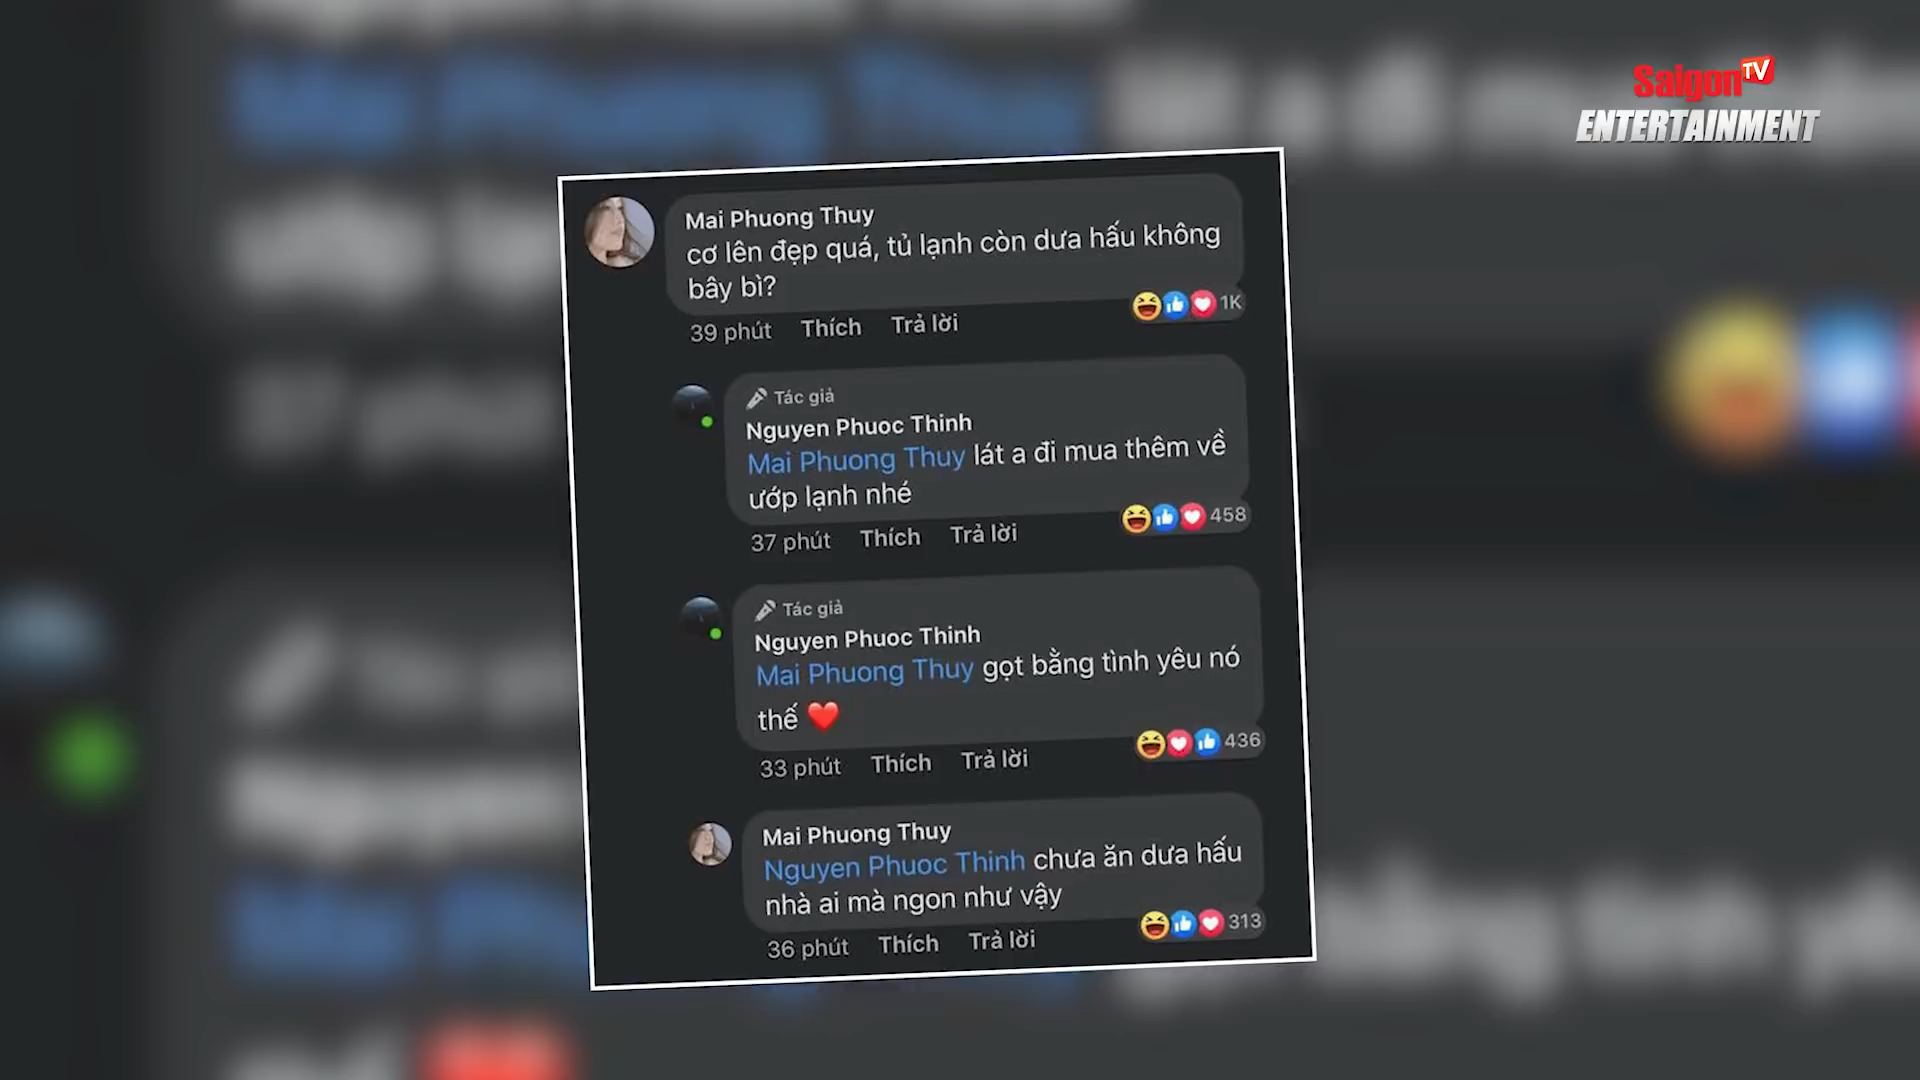 Saigon TV
ENTERTAINMENT
Mai Phuong Thuy
cơ lên đẹp quá, tủ lạnh còn dưa hấu không
bây bì?
39 phút Thích Trả lời 1K
Tác giả
Nguyen Phuoc Thinh
Mai Phuong Thuy lát a đi mua thêm về
ướp lạnh nhé
37 phút Thích Trả lời 458
Tác giả
Nguyen Phuoc Thinh
Mai Phuong Thuy gọt bằng tình yêu nó
thế ❤️
33 phút Thích Trả lời 436
Mai Phuong Thuy
Nguyen Phuoc Thinh chưa ăn dưa hấu
nhà ai mà ngon như vậy
36 phút Thích Trả lời 313